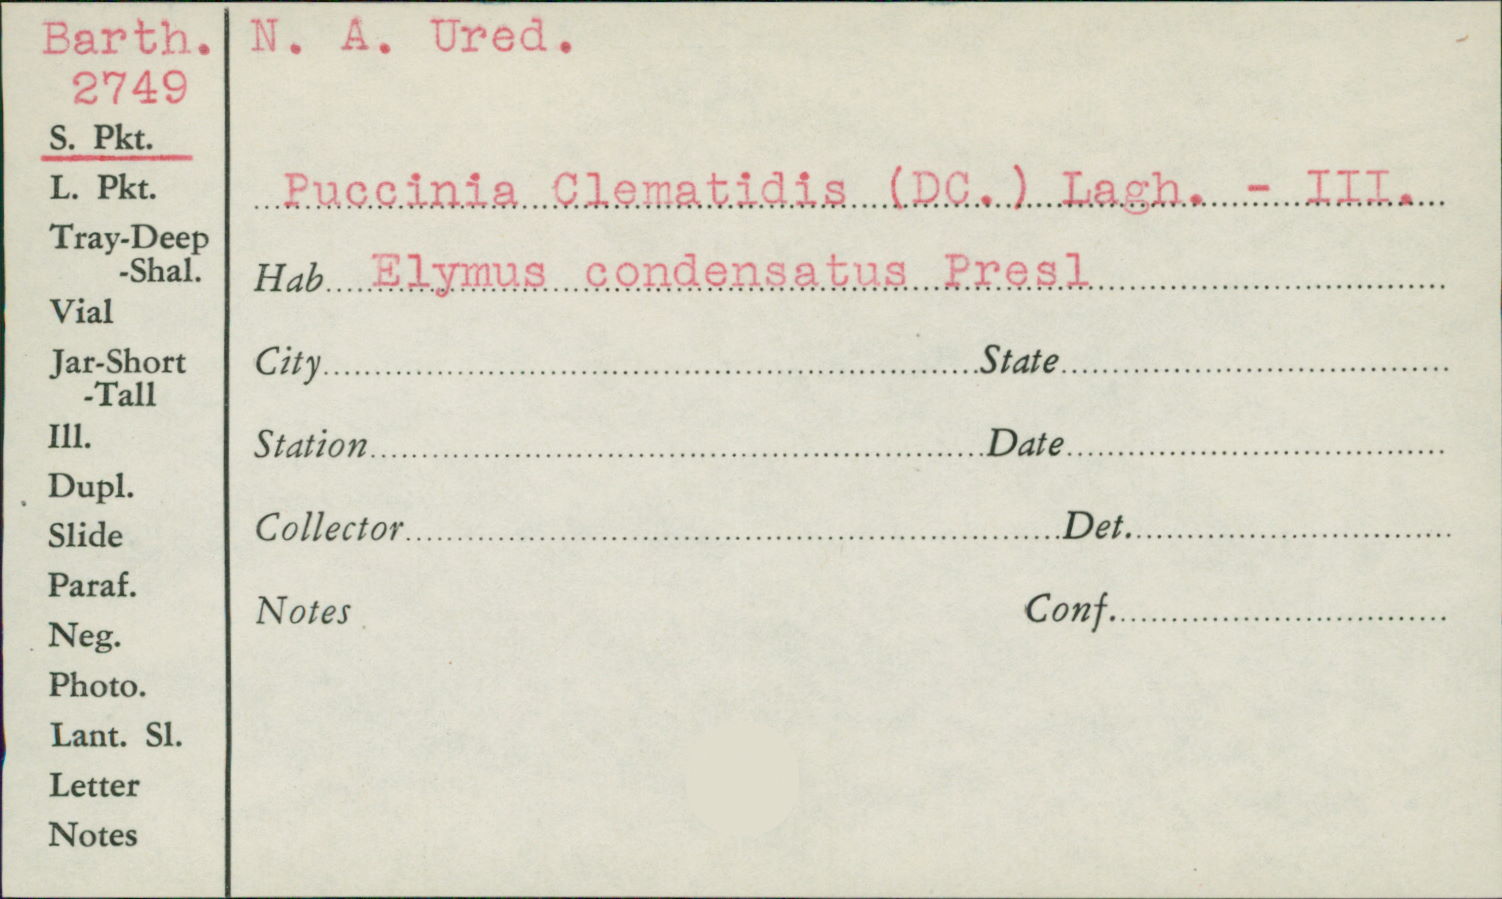 Barth. N. A. Ured.
2749
S. Pkt.
L. Pkt.
Tray-Deep
-Shal.
Vial
Jar-Short
-Tall
Ill.
Dupl.
Slide
Paraf.
Neg.
Photo.
Lant. Sl.
Letter
Notes
Puccinia Clematidis (DC.) Lagh. - III.
Hab Elymus condensatus Presl
City State
Station Date
Collector Det.
Notes Conf.